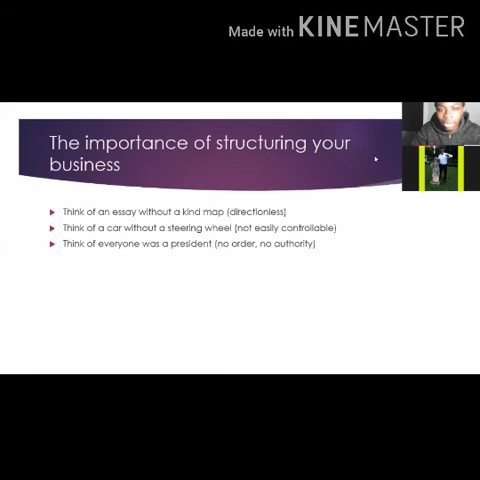 Made with KINEMASTER
The importance of structuring your
business
Think of an essay without a kind map (directionless)
Think of a car without a steering wheel (not easily controllable)
Think of everyone was a president (no order, no authority)